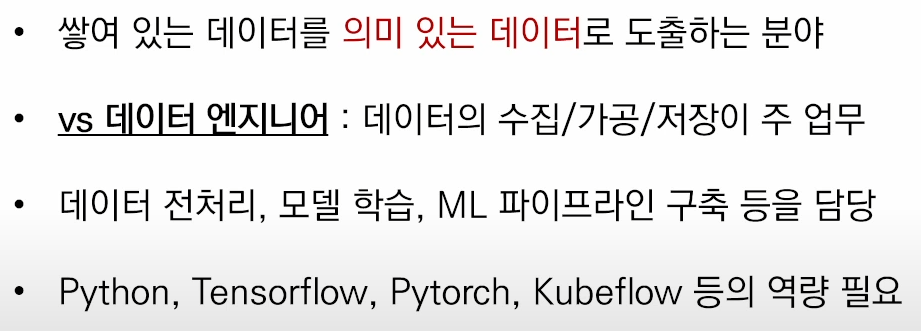 • 쌓여 있는 데이터를 의미 있는 데이터로 도출하는 분야
• vs 데이터 엔지니어 : 데이터의 수집/가공/저장이 주 업무
• 데이터 전처리, 모델 학습, ML 파이프라인 구축 등을 담당
• Python, Tensorflow, Pytorch, Kubeflow 등의 역량 필요